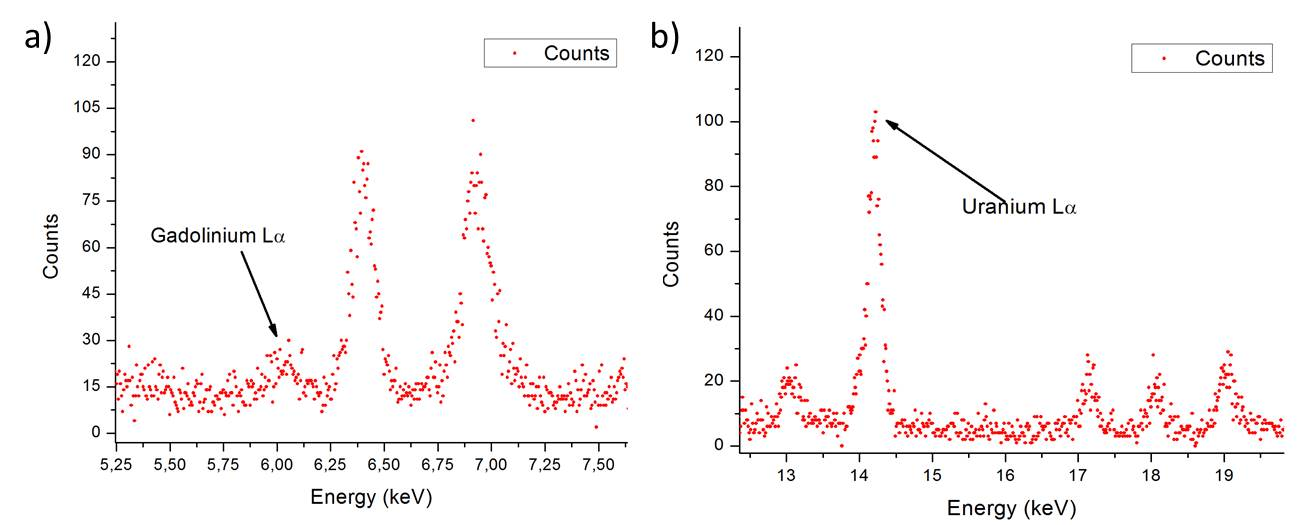 a)
Counts
120
105
90
75
60
45
30
15
0
Counts
Gadolinium Lα
5,25 5,50 5,75 6,00 6,25 6,50 6,75 7,00 7,25 7,50
Energy (keV)
b)
Counts
120
100
80
60
40
20
0
Counts
Uranium Lα
13 14 15 16 17 18 19
Energy (keV)